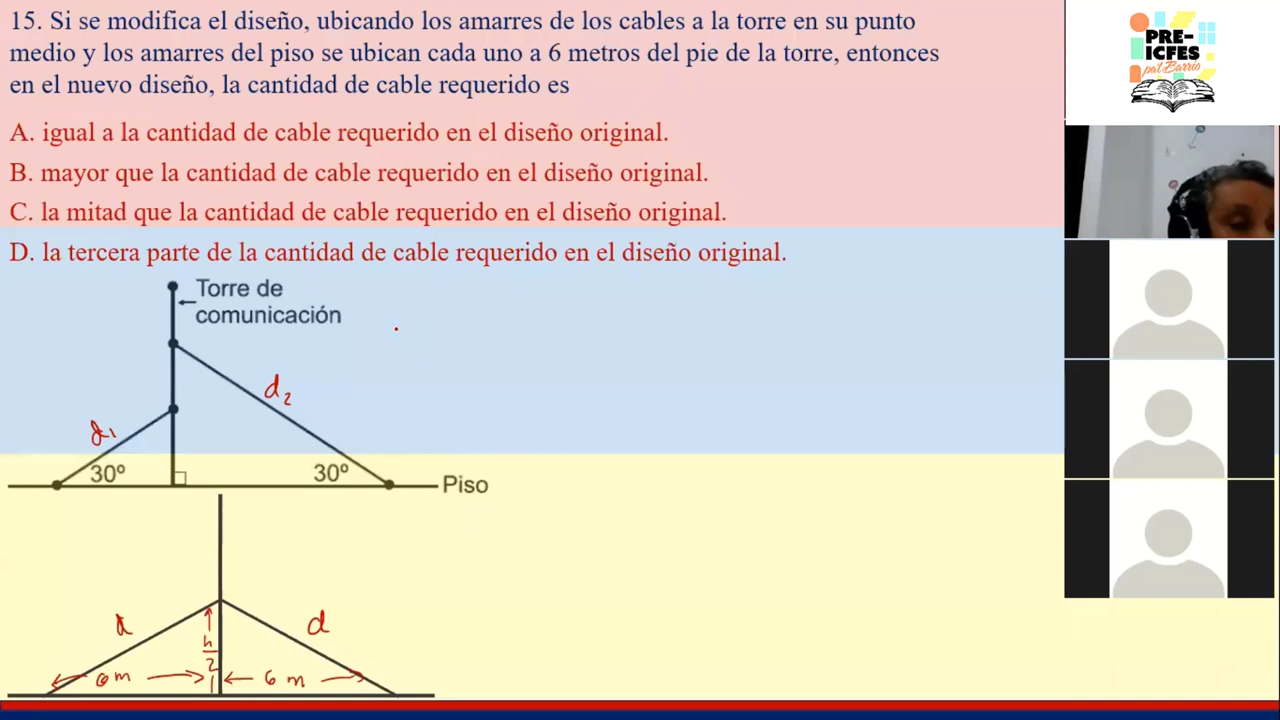 15. Si se modifica el diseño, ubicando los amarres de los cables a la torre en su punto
medio y los amarres del piso se ubican cada uno a 6 metros del pie de la torre, entonces
en el nuevo diseño, la cantidad de cable requerido es
A. igual a la cantidad de cable requerido en el diseño original.
B. mayor que la cantidad de cable requerido en el diseño original.
C. la mitad que la cantidad de cable requerido en el diseño original.
D. la tercera parte de la cantidad de cable requerido en el diseño original.
Torre de
comunicación
d₂
d₁
30º
30º
Piso
d
d
h/2
6 m
6 m
PRE-
ICFES
pal Barrio